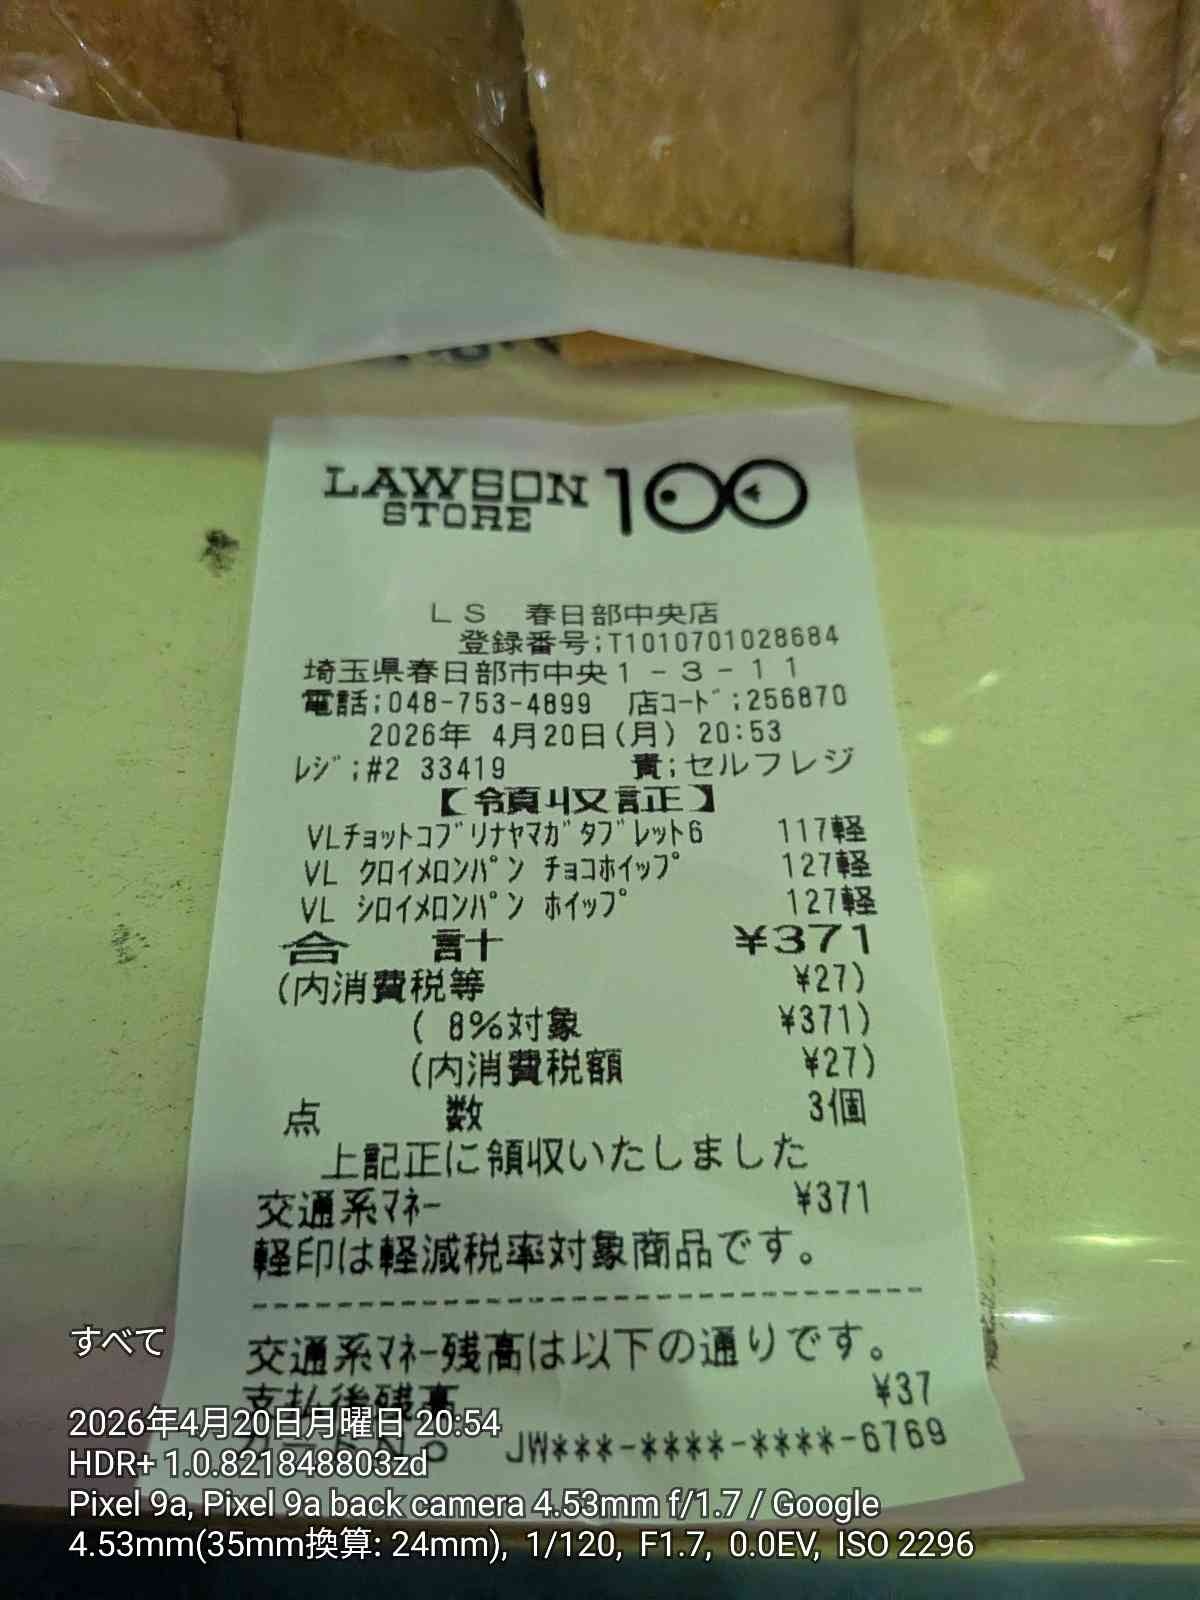 LAWSON STORE 100
LS 春日部中央店
登録番号;T1010701028684
埼玉県春日部市中央1-3-11
電話;048-753-4899 店コード;256870
2026年 4月20日(月) 20:53
レジ;#2 33419 責;セルフレジ
【領収証】
VLチョットコブリナヤマガタブレット6 117軽
VL クロイメロンパン チョコホイップ 127軽
VL シロイメロンパン ホイップ 127軽
合 計 ¥371
(内消費税等 ¥27)
( 8%対象 ¥371)
(内消費税額 ¥27)
点 数 3個
上記正に領収いたしました
交通系マネー ¥371
軽印は軽減税率対象商品です。
交通系マネー残高は以下の通りです。
支払後残高 ¥37
カードNo JW***-****-****-6769
すべて
2026年4月20日月曜日 20:54
HDR+ 1.0.821848803zd
Pixel 9a, Pixel 9a back camera 4.53mm f/1.7 / Google
4.53mm(35mm換算: 24mm), 1/120, F1.7, 0.0EV, ISO 2296